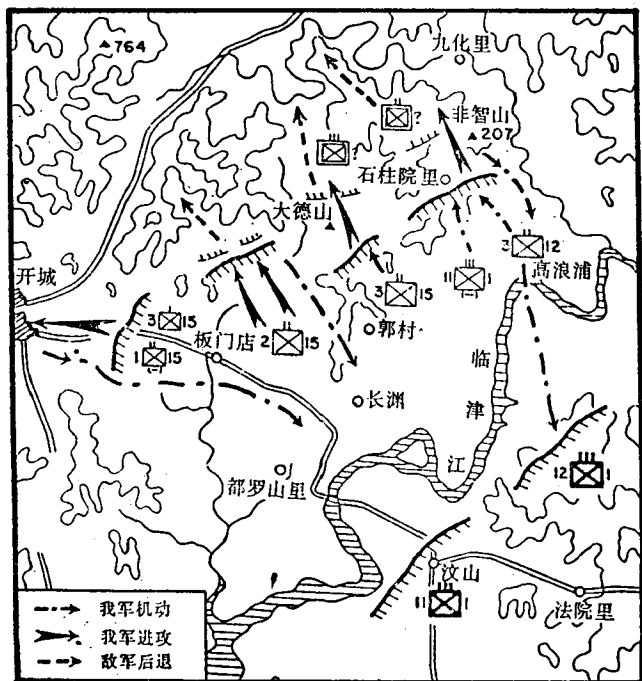 764
九化里
非智山
207
?
?
石柱院里
大德山
3 12
高浪浦
开城
3 15
11 1
3 15
1 15
板门店
2 15
郭村
长渊
临津江
12 1
都罗山里
汶山
11 1
法院里
我军机动
我军进攻
敌军后退